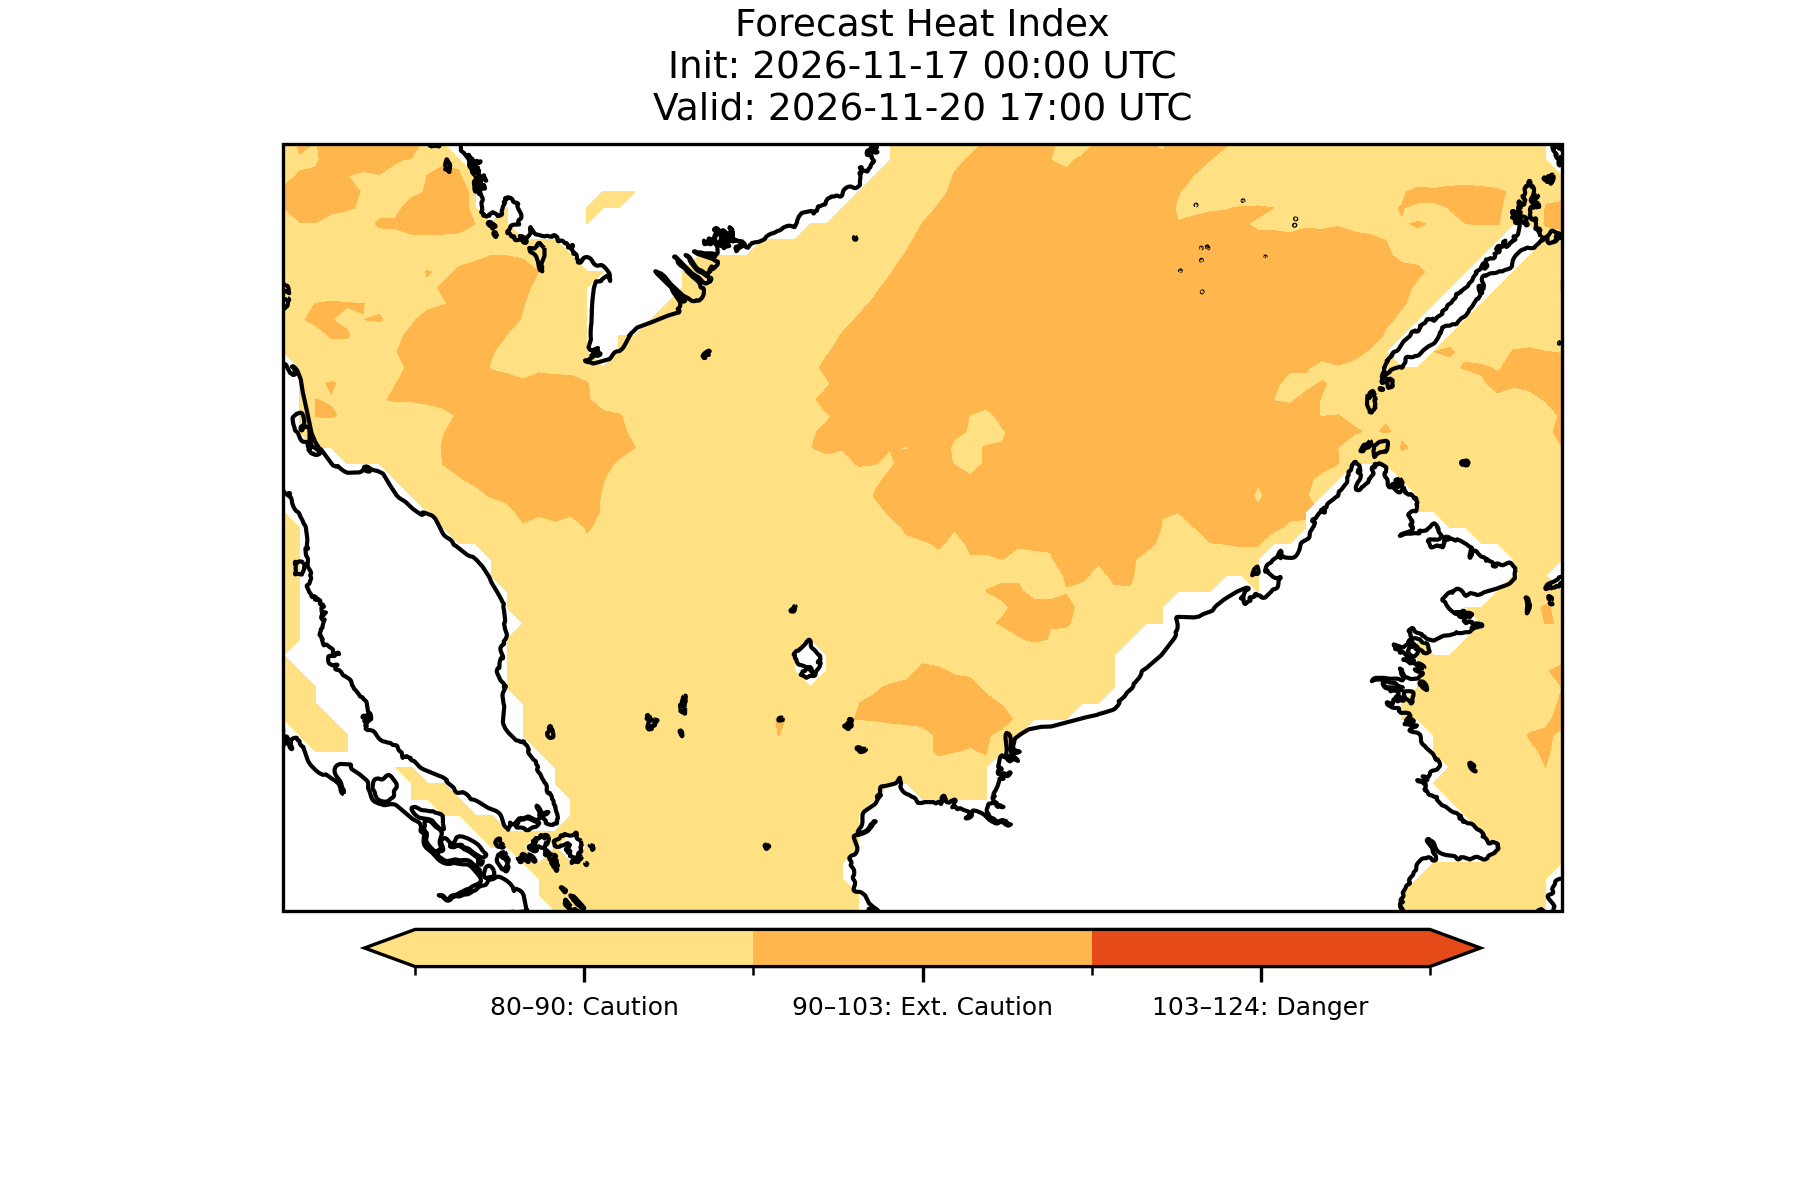 Forecast Heat Index
Init: 2026-11-17 00:00 UTC
Valid: 2026-11-20 17:00 UTC
80–90: Caution
90–103: Ext. Caution
103–124: Danger